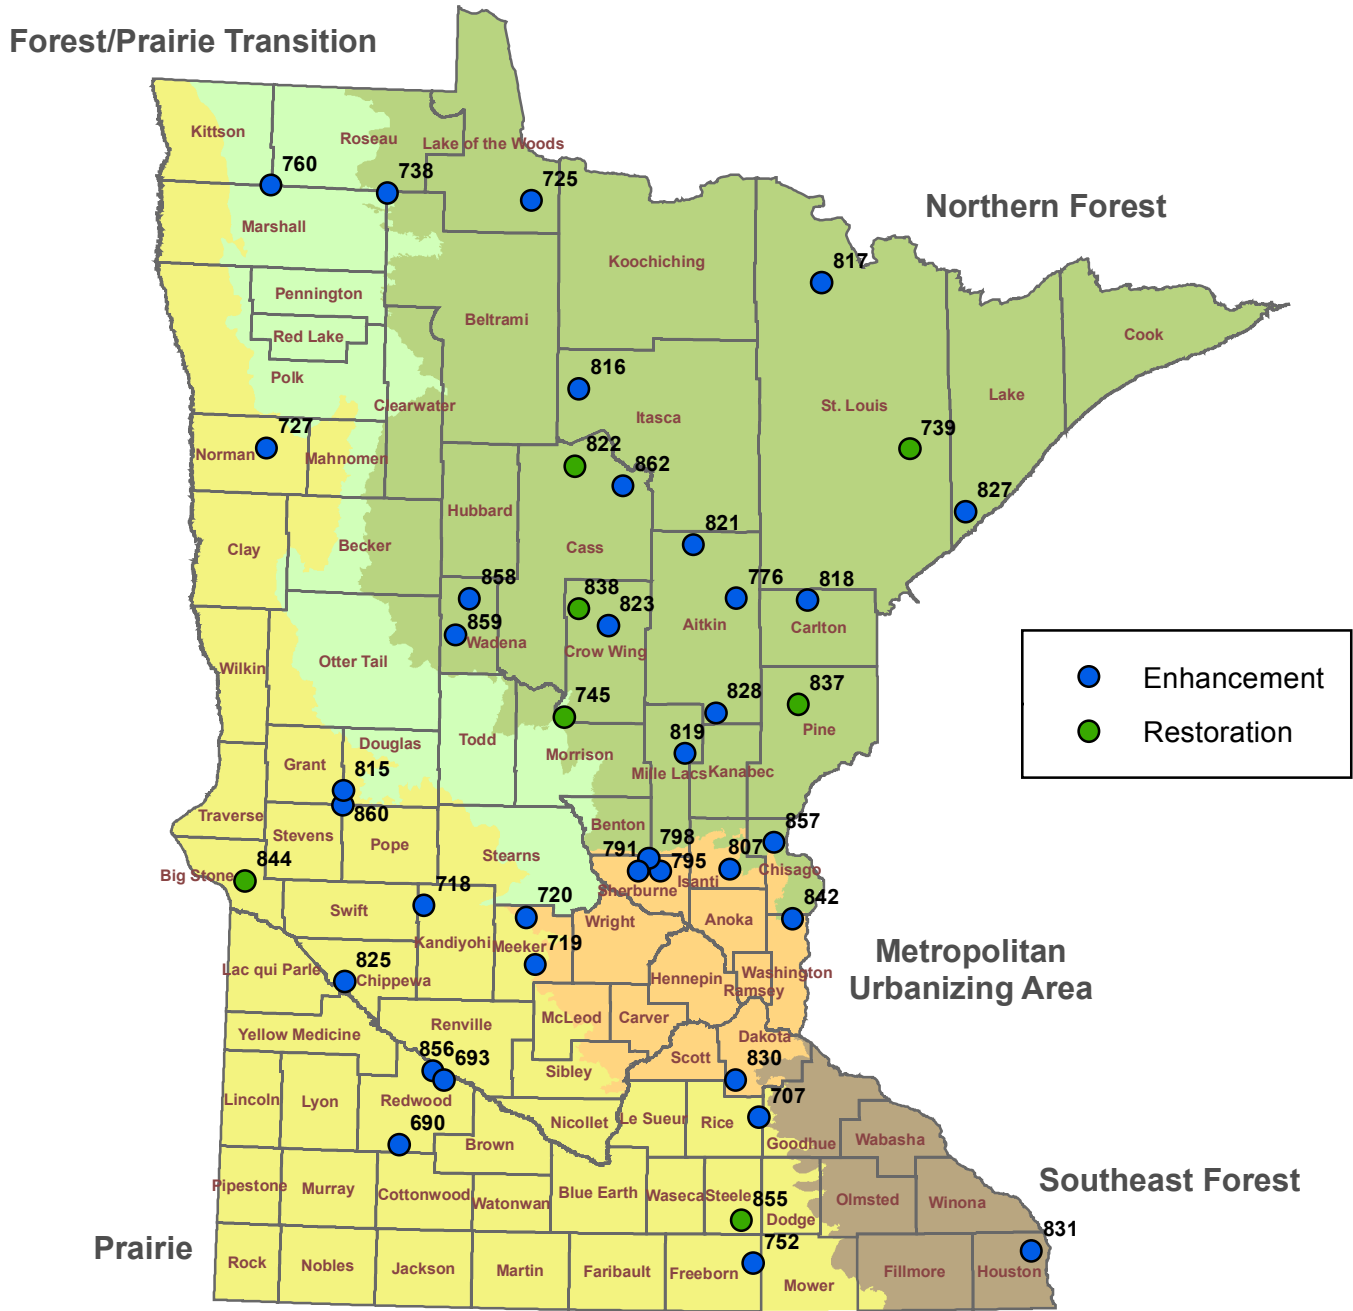 Forest/Prairie Transition
Kittson
Roseau
Lake of the Woods
760
738
725
Northern Forest
Marshall
Koochiching
817
Pennington
Beltrami
Red Lake
Cook
Polk
816
Lake
Clearwater
Itasca
St. Louis
727
822
739
Norman
Mahnomen
862
Hubbard
827
821
Clay
Becker
Cass
858
838
823
776
818
859
Aitkin
Carlton
Wadena
Crow Wing
Otter Tail
Wilkin
Enhancement
745
828
837
Restoration
819
Pine
Douglas
Todd
Morrison
Grant
815
Mille Lacs
Kanabec
860
Traverse
Stevens
Pope
Benton
857
791
798
807
Stearns
795
844
Big Stone
Sherburne
Isanti
Chisago
718
720
842
Swift
Wright
Anoka
Kandiyohi
Meeker
719
Metropolitan
Urbanizing Area
Lac qui Parle
825
Chippewa
Hennepin
Washington
Ramsey
McLeod
Carver
Yellow Medicine
Renville
Dakota
856
693
Scott
830
Sibley
Lincoln
Lyon
Redwood
707
690
Nicollet
Le Sueur
Rice
Brown
Goodhue
Wabasha
Pipestone
Murray
Cottonwood
Watonwan
Blue Earth
Waseca
Steele
855
Olmsted
Winona
Southeast Forest
Dodge
752
831
Prairie
Rock
Nobles
Jackson
Martin
Faribault
Freeborn
Mower
Fillmore
Houston